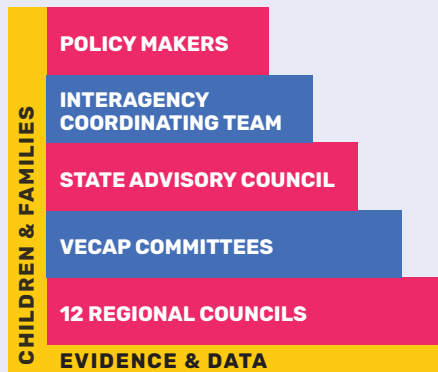 POLICY MAKERS
INTERAGENCY
COORDINATING TEAM
STATE ADVISORY COUNCIL
VECAP COMMITTEES
12 REGIONAL COUNCILS
CHILDREN & FAMILIES
EVIDENCE & DATA